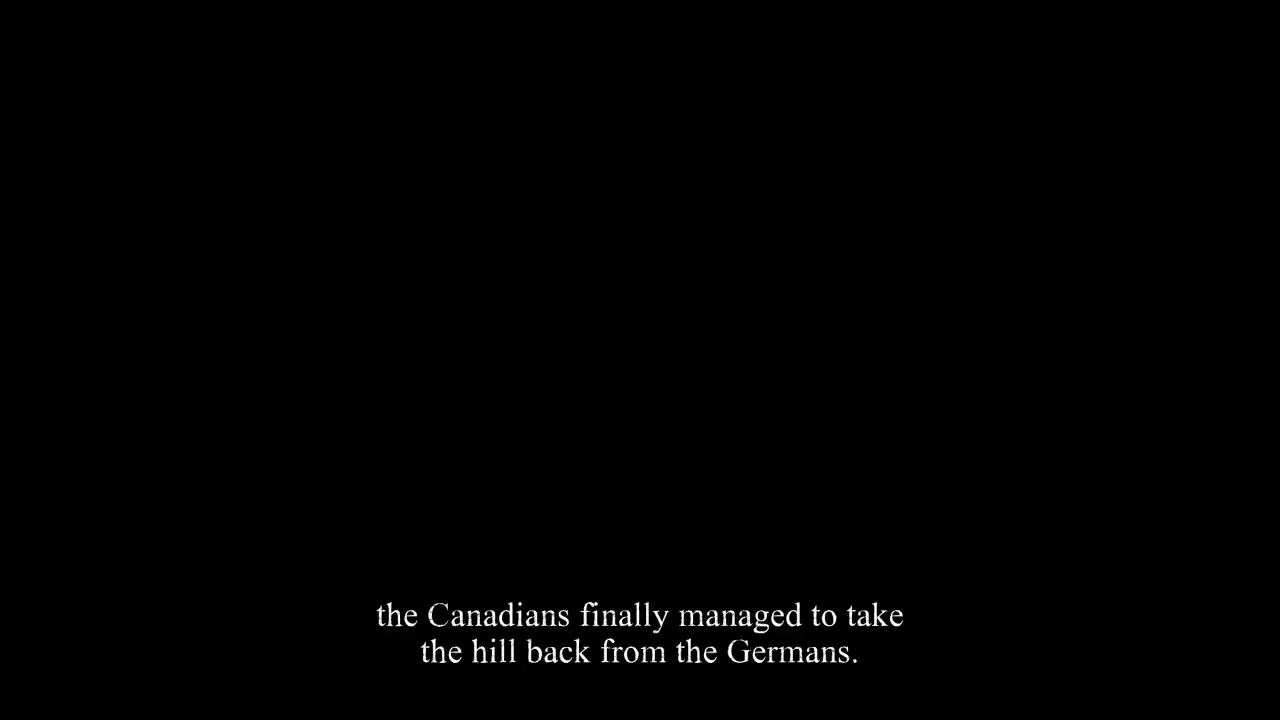 the Canadians finally managed to take
the hill back from the Germans.